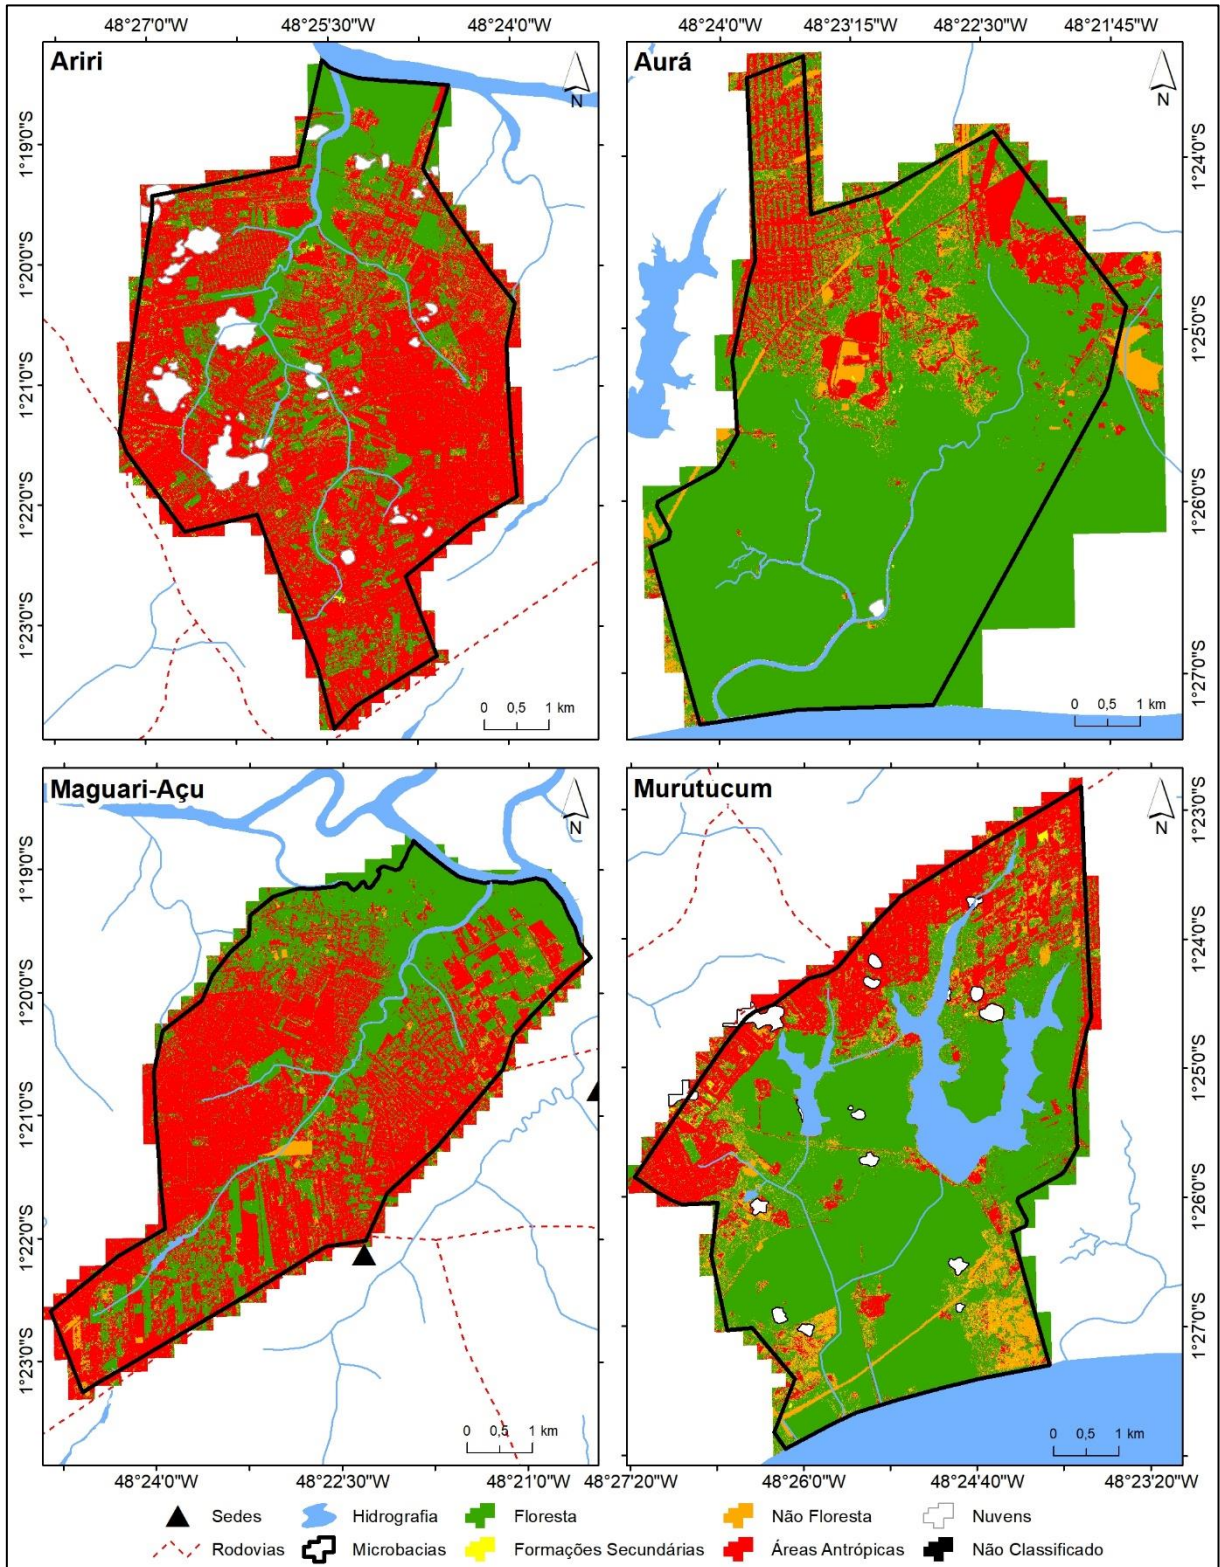 48°27'0"W 48°25'30"W 48°24'0"W
48°24'0"W 48°23'15"W 48°22'30"W 48°21'45"W
Ariri
N
1°19'0"S
1°20'0"S
1°21'0"S
1°22'0"S
1°23'0"S
0 0,5 1 km
Aurá
N
1°24'0"S
1°25'0"S
1°26'0"S
1°27'0"S
0 0,5 1 km
Maguari-Açu
N
1°19'0"S
1°20'0"S
1°21'0"S
1°22'0"S
1°23'0"S
0 0,5 1 km
Murutucum
N
1°23'0"S
1°24'0"S
1°25'0"S
1°26'0"S
1°27'0"S
0 0,5 1 km
48°24'0"W 48°22'30"W 48°21'0"W
48°27'20"W 48°26'0"W 48°24'40"W 48°23'20"W
Sedes Hidrografia Floresta Não Floresta Nuvens
Rodovias Microbacias Formações Secundárias Áreas Antrópicas Não Classificado